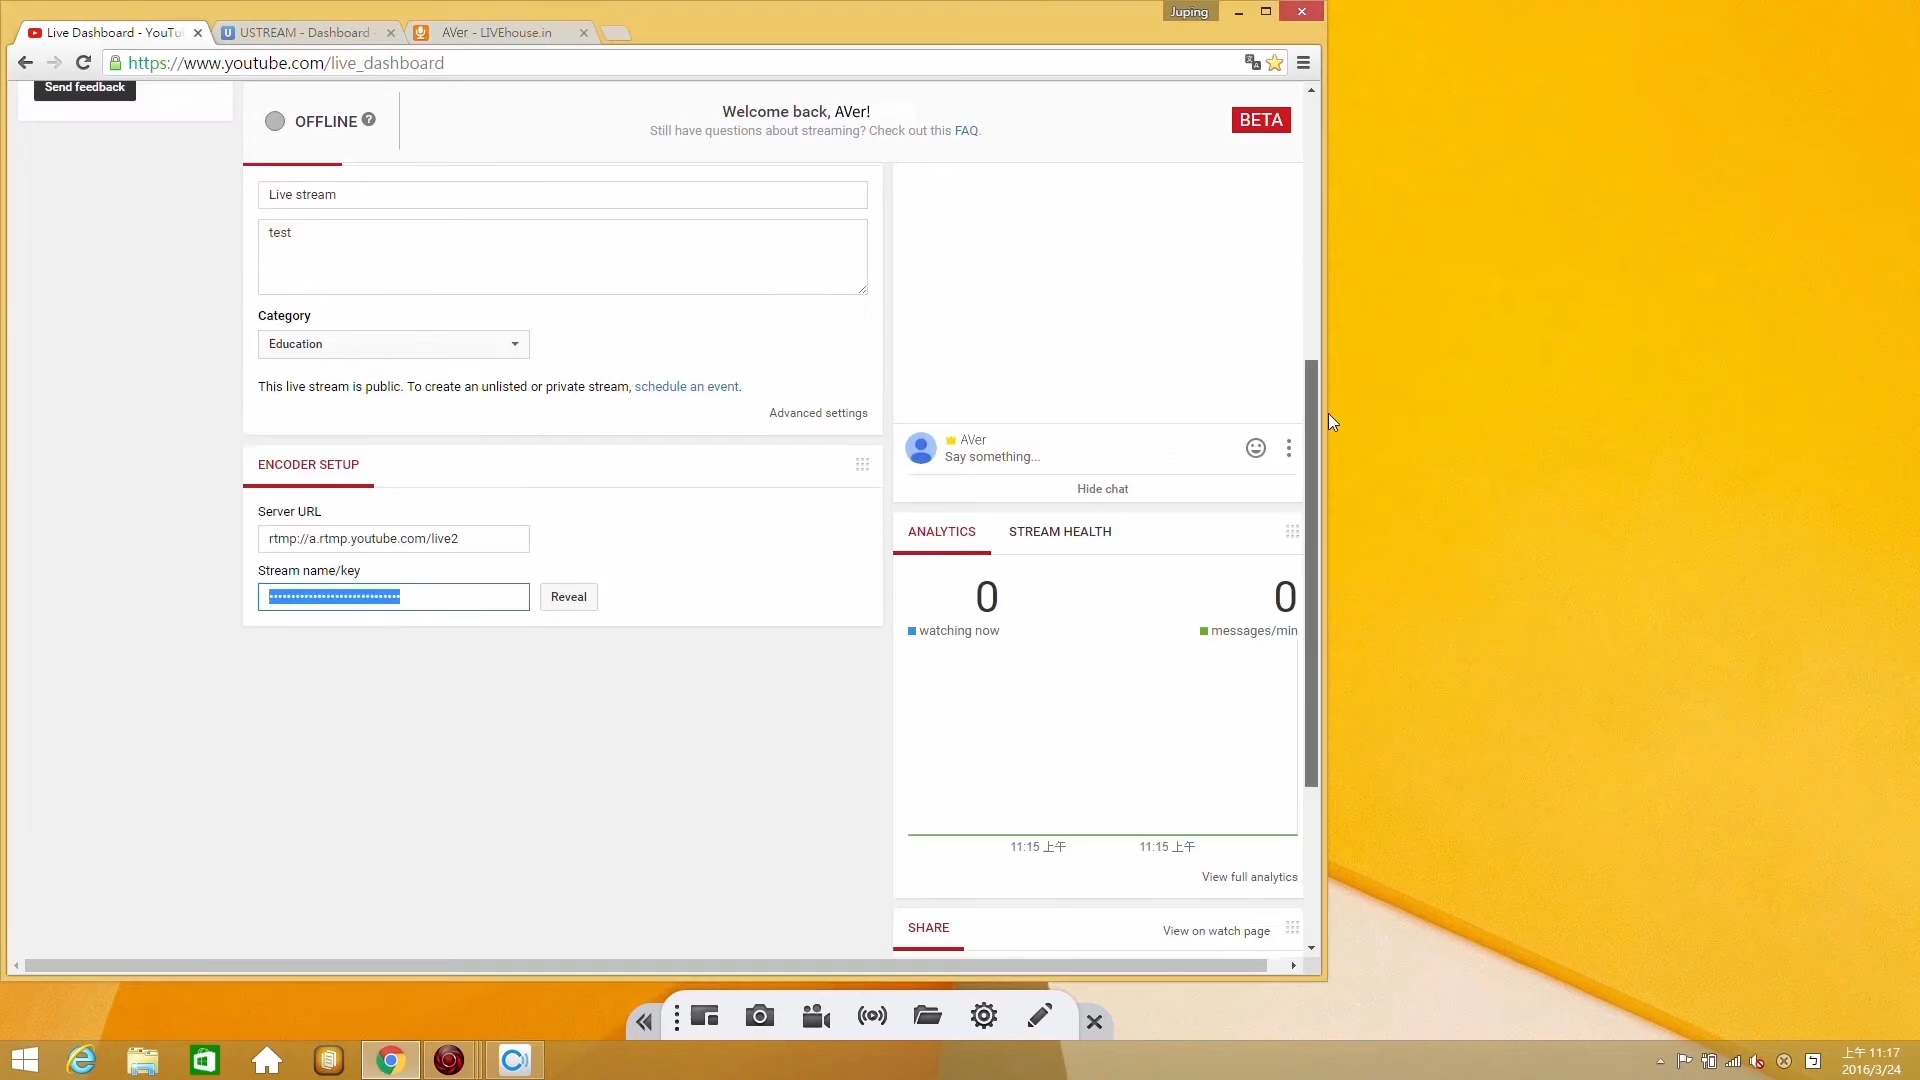 Juping
Live Dashboard - YouTu
USTREAM - Dashboard
AVer - LIVEhouse.in
https://www.youtube.com/live_dashboard
Send feedback
OFFLINE
Welcome back, AVer!
Still have questions about streaming? Check out this FAQ.
BETA
Live stream
test
Category
Education
This live stream is public. To create an unlisted or private stream, schedule an event.
Advanced settings
AVer
Say something...
Hide chat
ENCODER SETUP
Server URL
rtmp://a.rtmp.youtube.com/live2
Stream name/key
Reveal
ANALYTICS
STREAM HEALTH
0
0
watching now
messages/min
11:15 上午
11:15 上午
View full analytics
SHARE
View on watch page
上午 11:17
2016/3/24